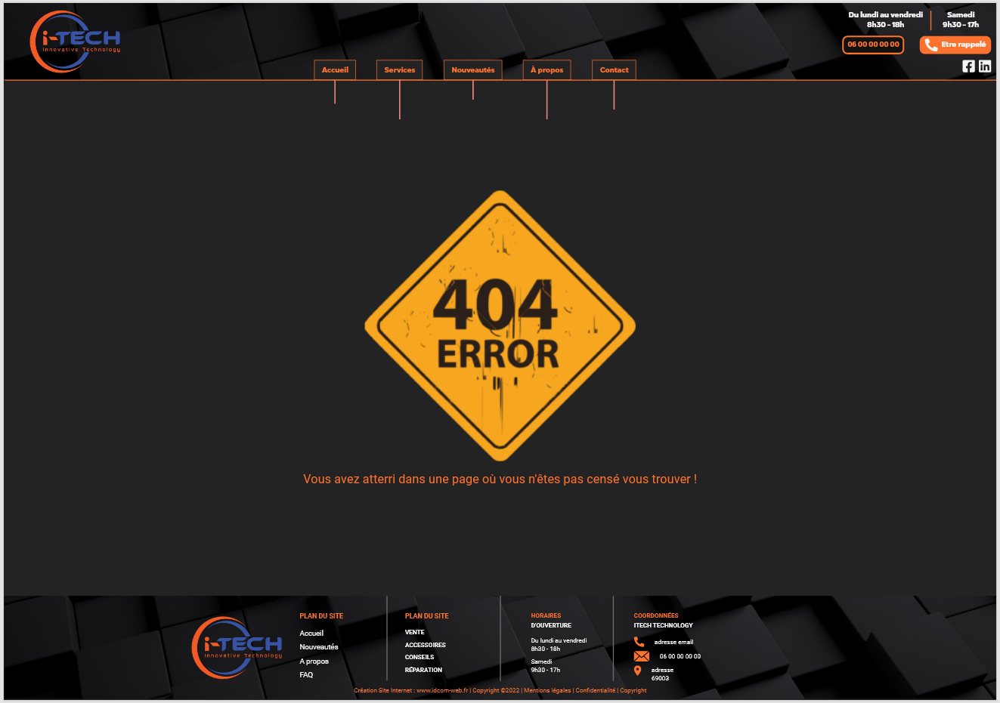 i-TECH
Innovative Technology
Du lundi au vendredi
8h30 - 18h
Samedi
9h30 - 17h
06 00 00 00 00
Etre rappelé
Accueil
Services
Nouveautés
À propos
Contact
404
ERROR
Vous avez atterri dans une page où vous n'êtes pas censé vous trouver !
i-TECH
Innovative Technology
PLAN DU SITE
Accueil
Nouveautés
A propos
FAQ
PLAN DU SITE
VENTE
ACCESSOIRES
CONSEILS
RÉPARATION
HORAIRES
D'OUVERTURE
Du lundi au vendredi
8h30 - 18h
Samedi
9h30 - 17h
COORDONNÉES
ITECH TECHNOLOGY
adresse email
06 00 00 00 00
adresse
69003
Création Site Internet : www.idcom-web.fr | Copyright ©2022 | Mentions légales | Confidentialité | Copyright